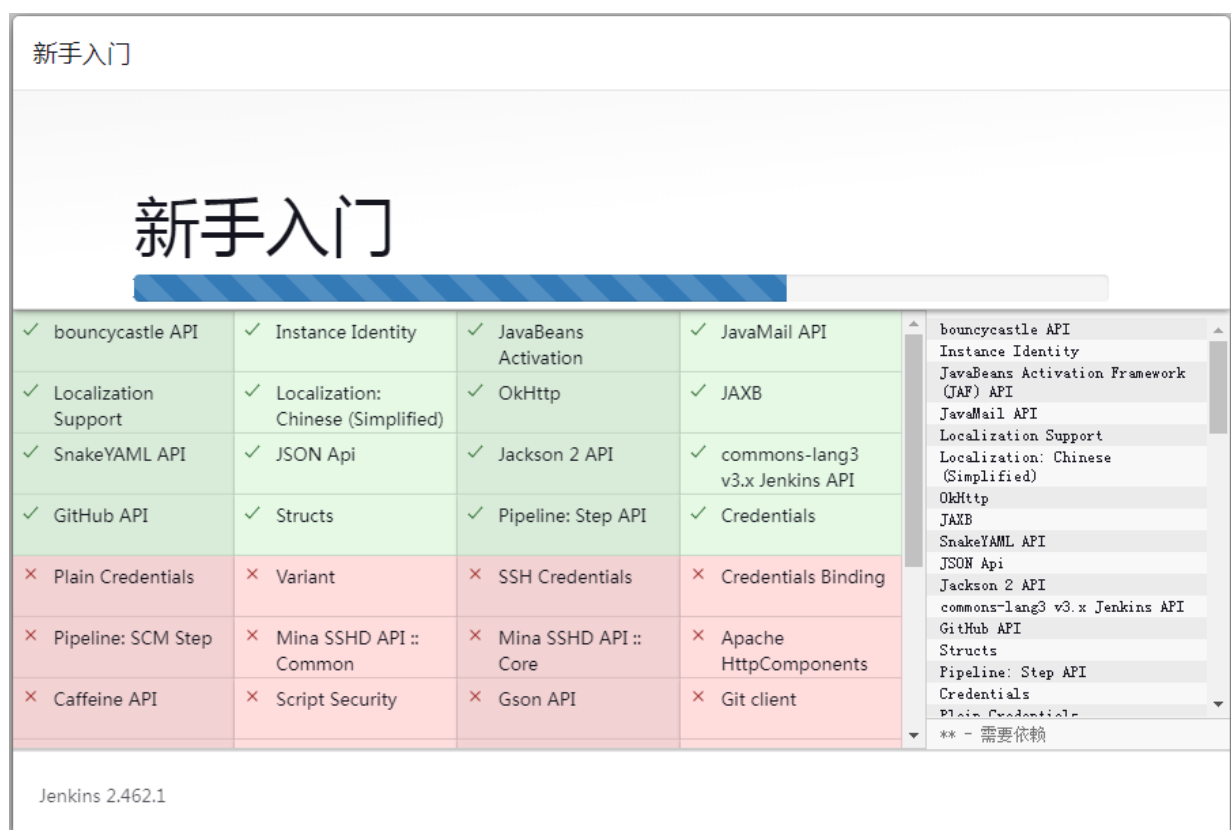 新手入门
新手入门
bouncycastle API
Instance Identity
JavaBeans
Activation
JavaMail API
Localization
Support
Localization:
Chinese (Simplified)
OkHttp
JAXB
SnakeYAML API
JSON Api
Jackson 2 API
commons-lang3
v3.x Jenkins API
GitHub API
Structs
Pipeline: Step API
Credentials
Plain Credentials
Variant
SSH Credentials
Credentials Binding
Pipeline: SCM Step
Mina SSHD API ::
Common
Mina SSHD API ::
Core
Apache
HttpComponents
Caffeine API
Script Security
Gson API
Git client
bouncycastle API
Instance Identity
JavaBeans Activation Framework
(JAF) API
JavaMail API
Localization Support
Localization: Chinese
(Simplified)
OkHttp
JAXB
SnakeYAML API
JSON Api
Jackson 2 API
commons-lang3 v3.x Jenkins API
GitHub API
Structs
Pipeline: Step API
Credentials
Plain Credentials
** - 需要依赖
Jenkins 2.462.1